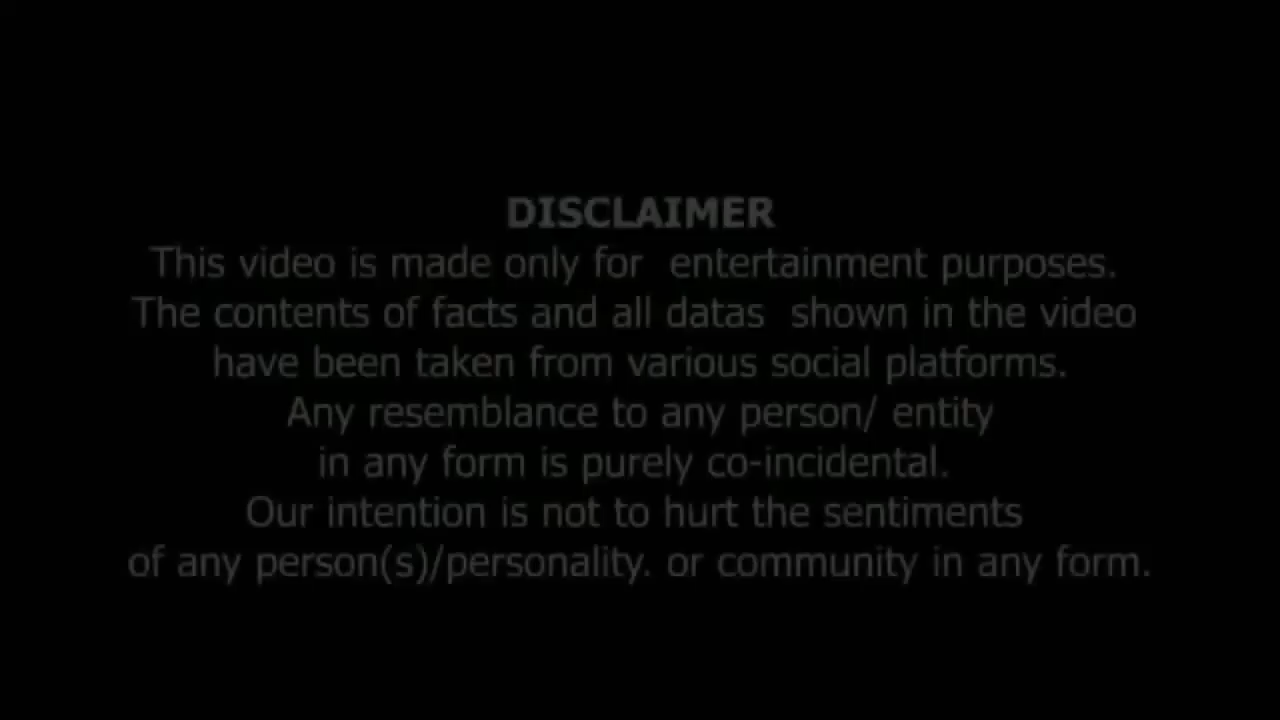 DISCLAIMER
This video is made only for  entertainment purposes.
The contents of facts and all datas  shown in the video
have been taken from various social platforms.
Any resemblance to any person/ entity
in any form is purely co-incidental.
Our intention is not to hurt the sentiments
of any person(s)/personality. or community in any form.